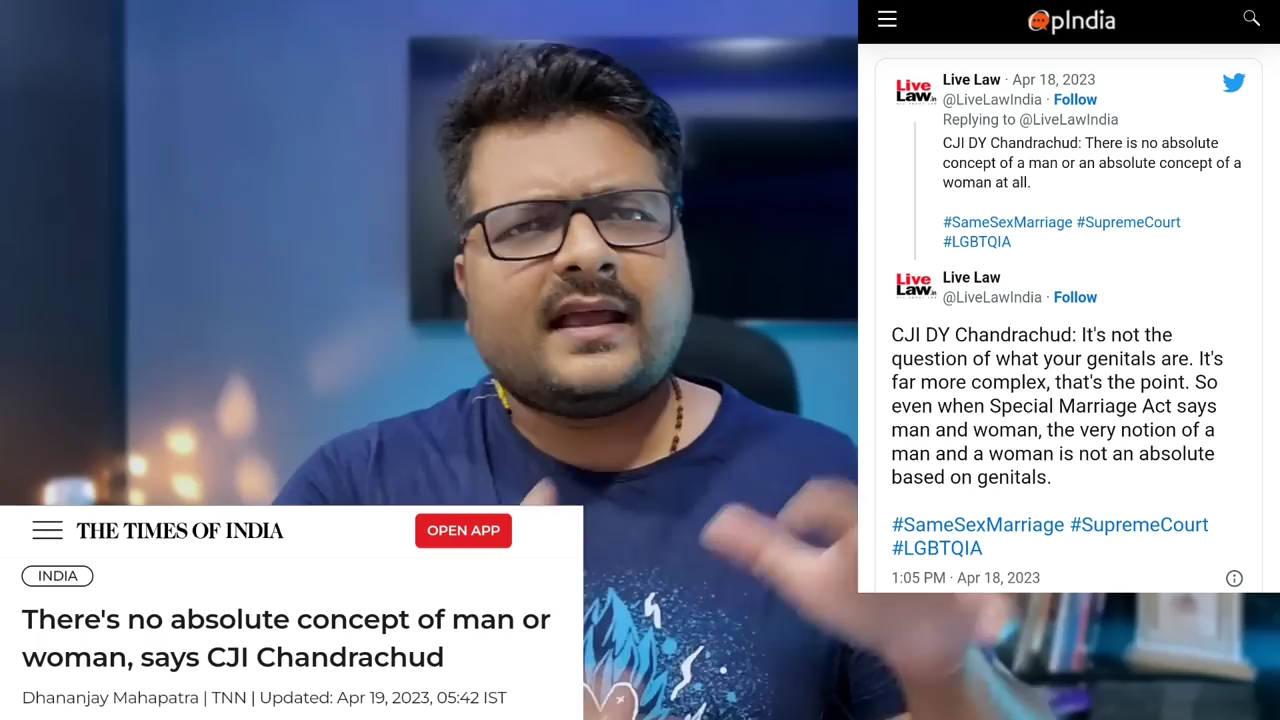 OpIndia
Live Law · Apr 18, 2023
@LiveLawIndia · Follow
Replying to @LiveLawIndia
CJI DY Chandrachud: There is no absolute
concept of a man or an absolute concept of a
woman at all.
#SameSexMarriage #SupremeCourt
#LGBTQIA
Live Law
@LiveLawIndia · Follow
CJI DY Chandrachud: It's not the
question of what your genitals are. It's
far more complex, that's the point. So
even when Special Marriage Act says
man and woman, the very notion of a
man and a woman is not an absolute
based on genitals.
#SameSexMarriage #SupremeCourt
#LGBTQIA
1:05 PM · Apr 18, 2023
Live
Law.in
Live
Law.in
THE TIMES OF INDIA
OPEN APP
INDIA
There's no absolute concept of man or
woman, says CJI Chandrachud
Dhananjay Mahapatra | TNN | Updated: Apr 19, 2023, 05:42 IST